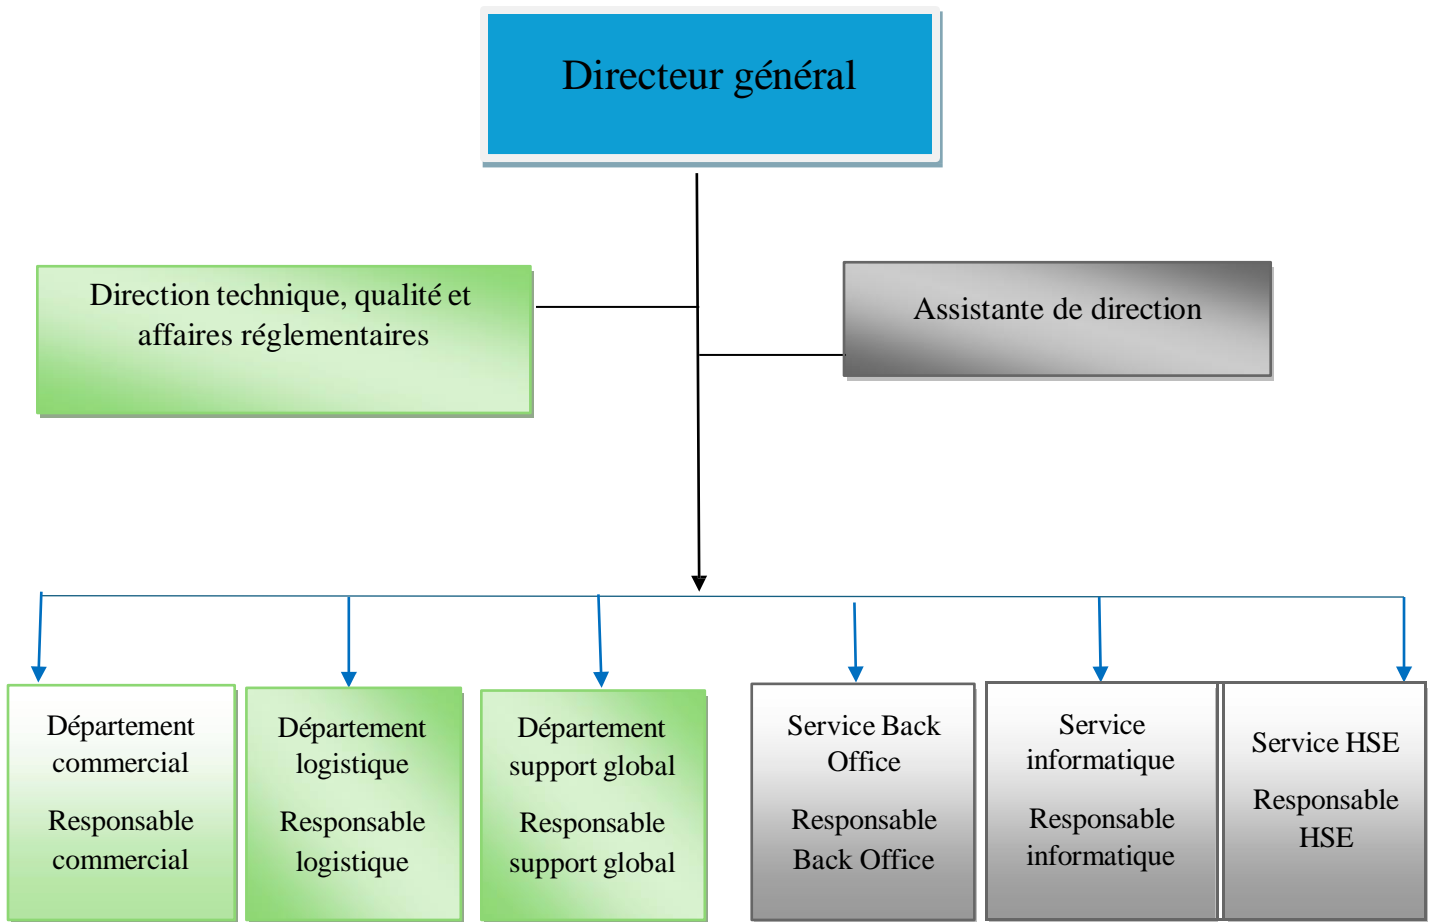 Directeur général
Direction technique, qualité et
affaires réglementaires
Assistante de direction
Département
commercial
Responsable
commercial
Département
logistique
Responsable
logistique
Département
support global
Responsable
support global
Service Back
Office
Responsable
Back Office
Service
informatique
Responsable
informatique
Service HSE
Responsable
HSE